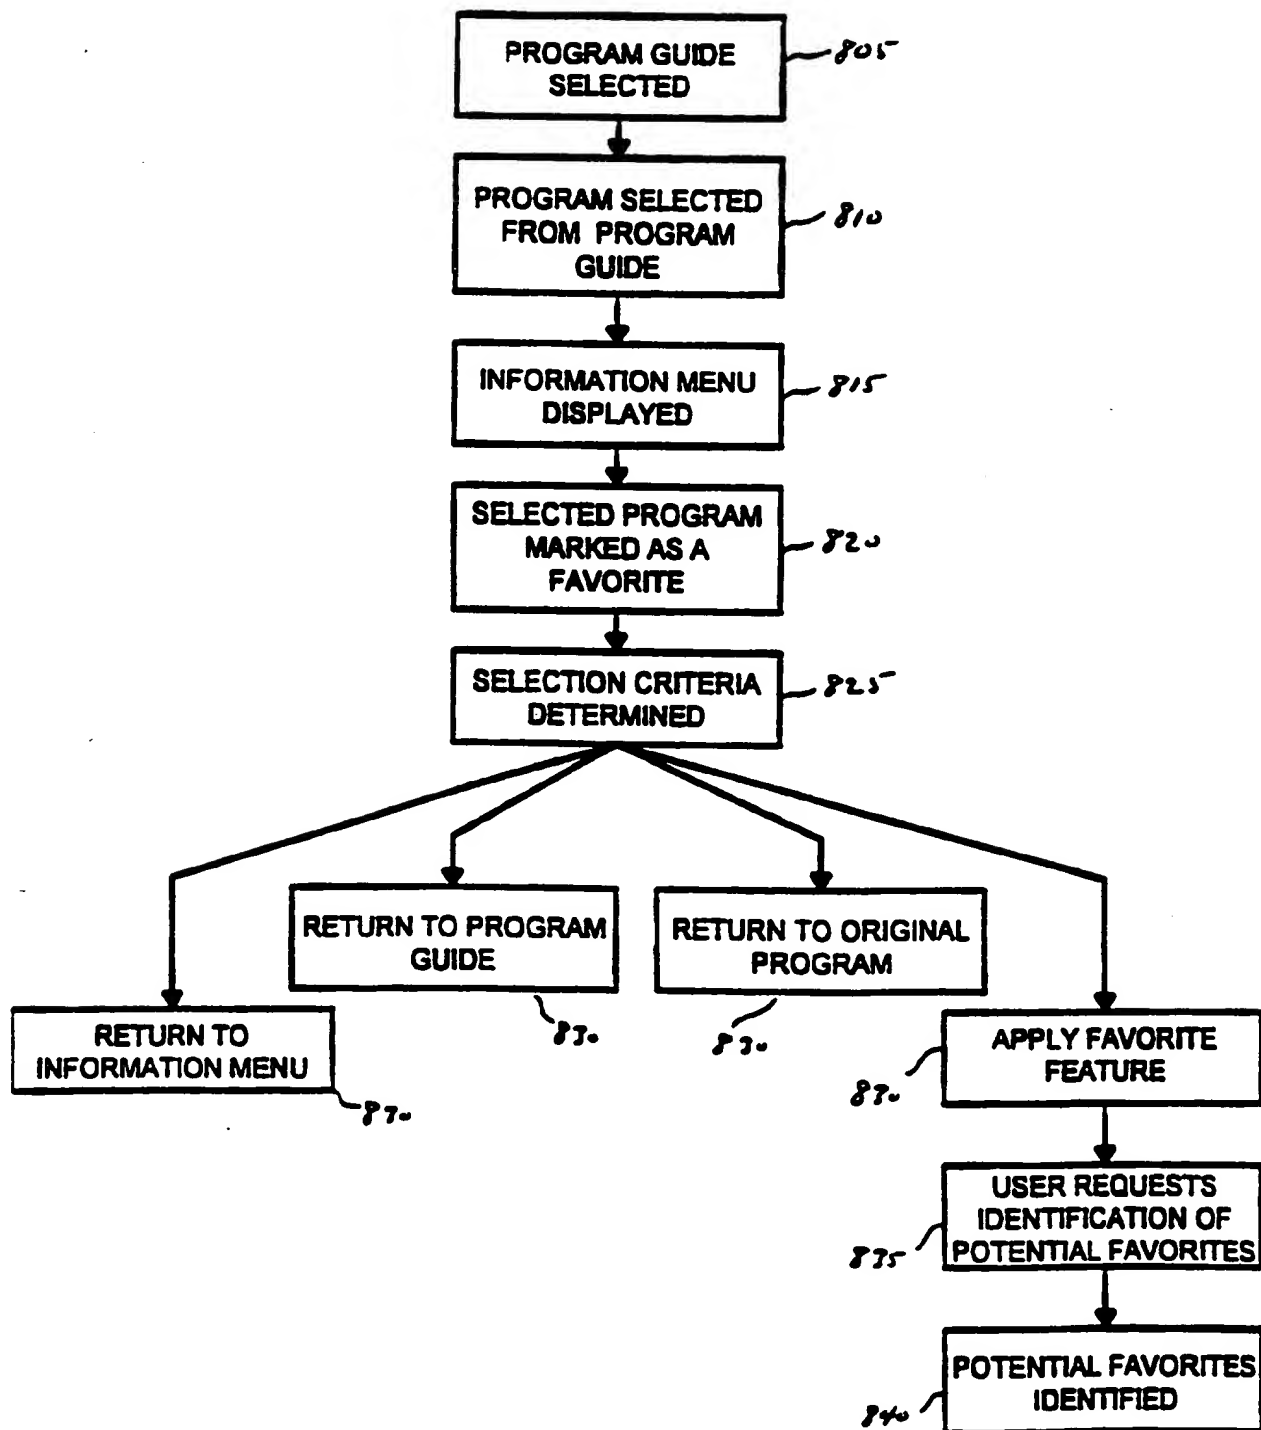 PROGRAM GUIDE
SELECTED
805
PROGRAM SELECTED
FROM PROGRAM
GUIDE
810
INFORMATION MENU
DISPLAYED
815
SELECTED PROGRAM
MARKED AS A
FAVORITE
820
SELECTION CRITERIA
DETERMINED
825
RETURN TO PROGRAM
GUIDE
830
RETURN TO ORIGINAL
PROGRAM
830
RETURN TO
INFORMATION MENU
830
APPLY FAVORITE
FEATURE
830
USER REQUESTS
IDENTIFICATION OF
POTENTIAL FAVORITES
835
POTENTIAL FAVORITES
IDENTIFIED
840